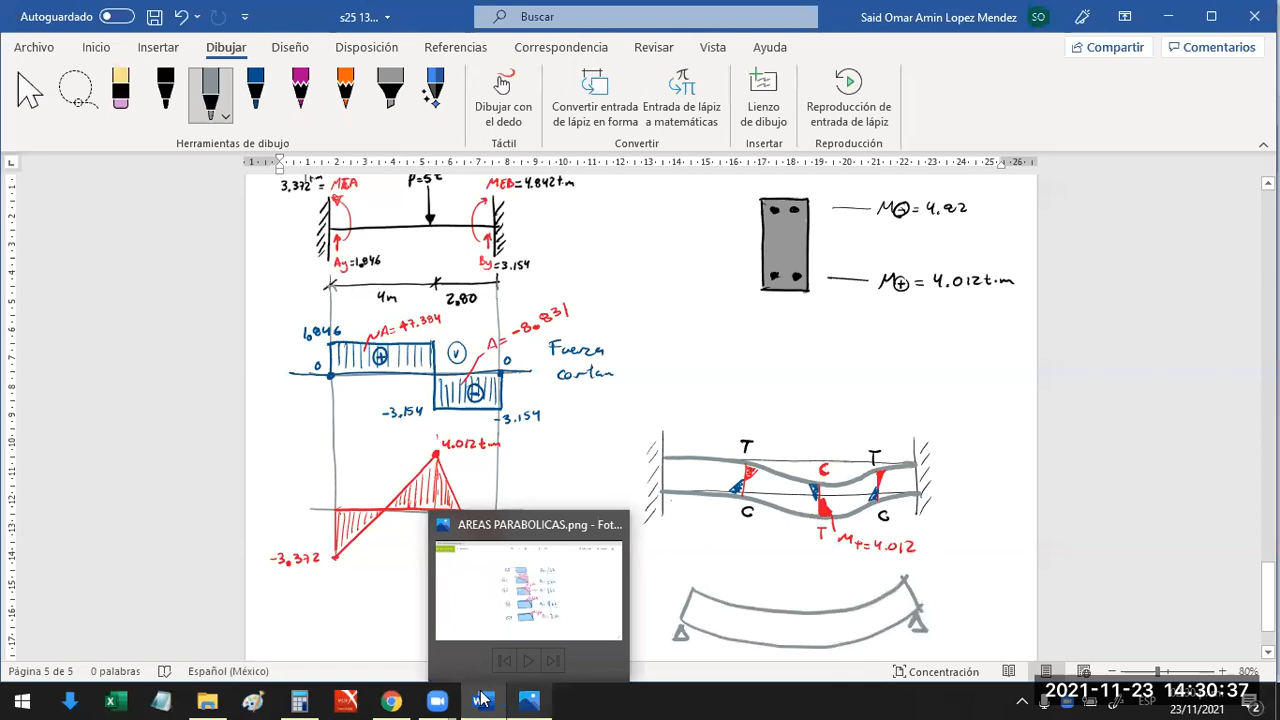 Autoguardado
s25 13...
Buscar
Said Omar Amin Lopez Mendez
SO
Archivo
Inicio
Insertar
Dibujar
Diseño
Disposición
Referencias
Correspondencia
Revisar
Vista
Ayuda
Compartir
Comentarios
Dibujar con
el dedo
Convertir entrada
de lápiz en forma
Entrada de lápiz
a matemáticas
Lienzo
de dibujo
Reproducción de
entrada de lápiz
Herramientas de dibujo
Táctil
Convertir
Insertar
Reproducción
MEA
P=5t
MEB=4.842t.m
Ay=1.846
By=3.154
4m
2.80
1.846
A=47.384
A=-8.831
0
0
Fuerza
cortan
-3.154
-3.154
4.012t.m
-3.372
M⊖=4.92
M⊕=4.012t.m
T
C
T
C
T
C
M+=4.012
AREAS PARABOLICAS.png - Fot...
Página 5 de 5
0 palabras
Español (México)
Concentración
80%
2021-11-23 14:30:37
ESP
23/11/2021
2